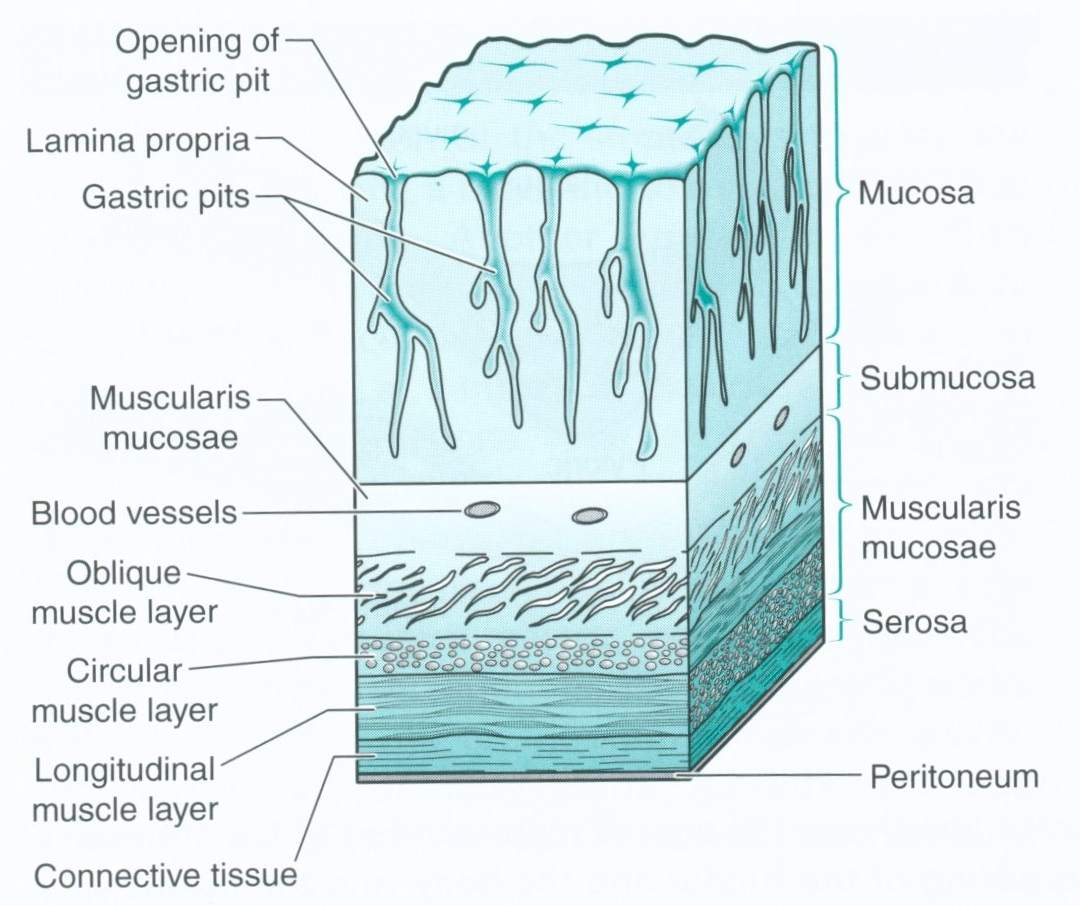 Opening of
gastric pit
Lamina propria
Gastric pits
Muscularis
mucosae
Blood vessels
Oblique
muscle layer
Circular
muscle layer
Longitudinal
muscle layer
Connective tissue
Mucosa
Submucosa
Muscularis
mucosae
Serosa
Peritoneum